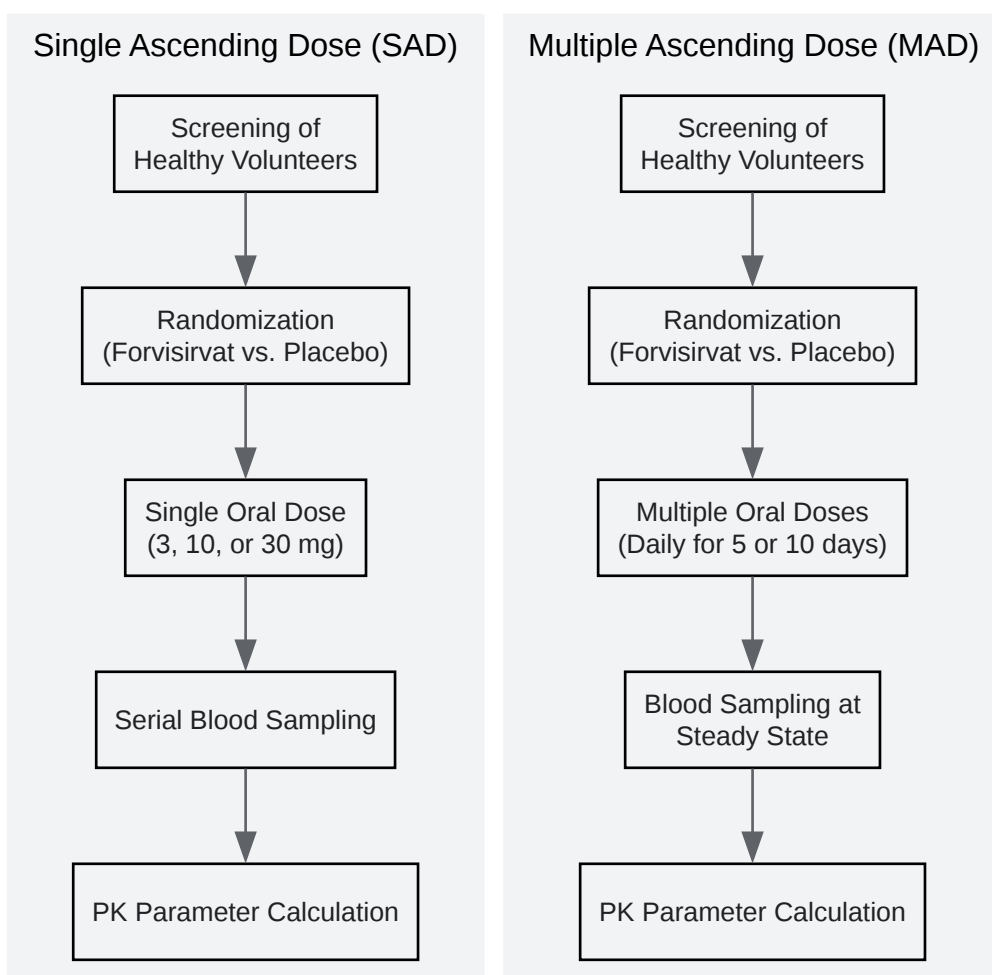 Single Ascending Dose (SAD)
Screening of
Healthy Volunteers
Randomization
(Forvisirvat vs. Placebo)
Single Oral Dose
(3, 10, or 30 mg)
Serial Blood Sampling
PK Parameter Calculation
Multiple Ascending Dose (MAD)
Screening of
Healthy Volunteers
Randomization
(Forvisirvat vs. Placebo)
Multiple Oral Doses
(Daily for 5 or 10 days)
Blood Sampling at
Steady State
PK Parameter Calculation